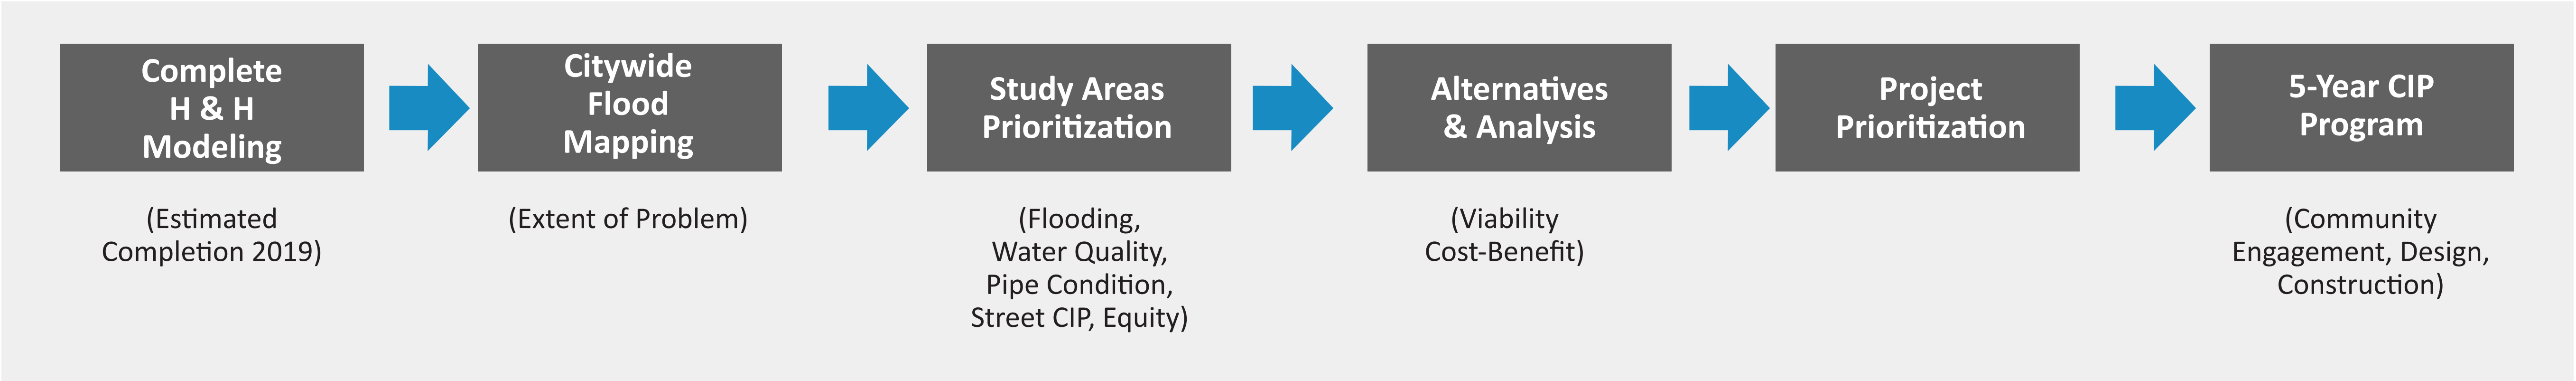 Complete
H & H
Modeling
(Estimated
Completion 2019)
Citywide
Flood
Mapping
(Extent of Problem)
Study Areas
Prioritization
(Flooding,
Water Quality,
Pipe Condition,
Street CIP, Equity)
Alternatives
& Analysis
(Viability
Cost-Benefit)
Project
Prioritization
5-Year CIP
Program
(Community
Engagement, Design,
Construction)